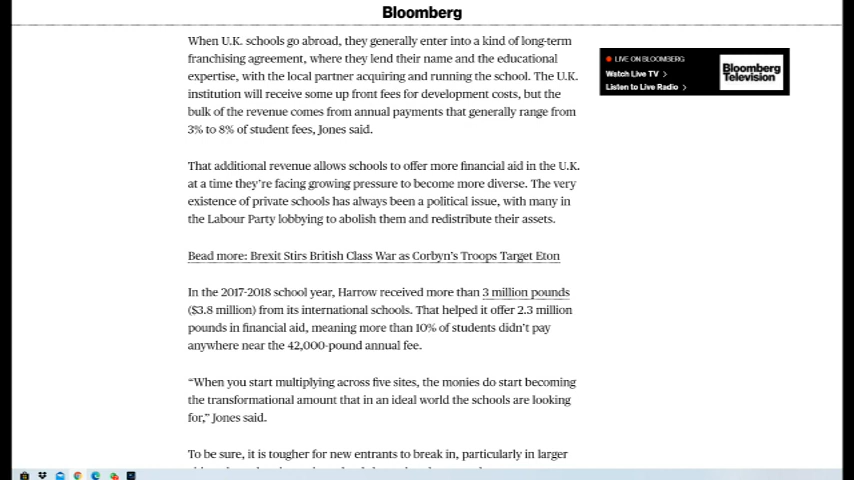 Bloomberg
When U.K. schools go abroad, they generally enter into a kind of long-term
franchising agreement, where they lend their name and the educational
expertise, with the local partner acquiring and running the school. The U.K.
institution will receive some up front fees for development costs, but the
bulk of the revenue comes from annual payments that generally range from
3% to 8% of student fees, Jones said.
That additional revenue allows schools to offer more financial aid in the U.K.
at a time they're facing growing pressure to become more diverse. The very
existence of private schools has always been a political issue, with many in
the Labour Party lobbying to abolish them and redistribute their assets.
Read more: Brexit Stirs British Class War as Corbyn's Troops Target Eton
In the 2017-2018 school year, Harrow received more than 3 million pounds
($3.8 million) from its international schools. That helped it offer 2.3 million
pounds in financial aid, meaning more than 10% of students didn't pay
anywhere near the 42,000-pound annual fee.
“When you start multiplying across five sites, the monies do start becoming
the transformational amount that in an ideal world the schools are looking
for,” Jones said.
To be sure, it is tougher for new entrants to break in, particularly in larger
LIVE ON BLOOMBERG
Watch Live TV >
Listen to Live Radio >
Bloomberg
Television